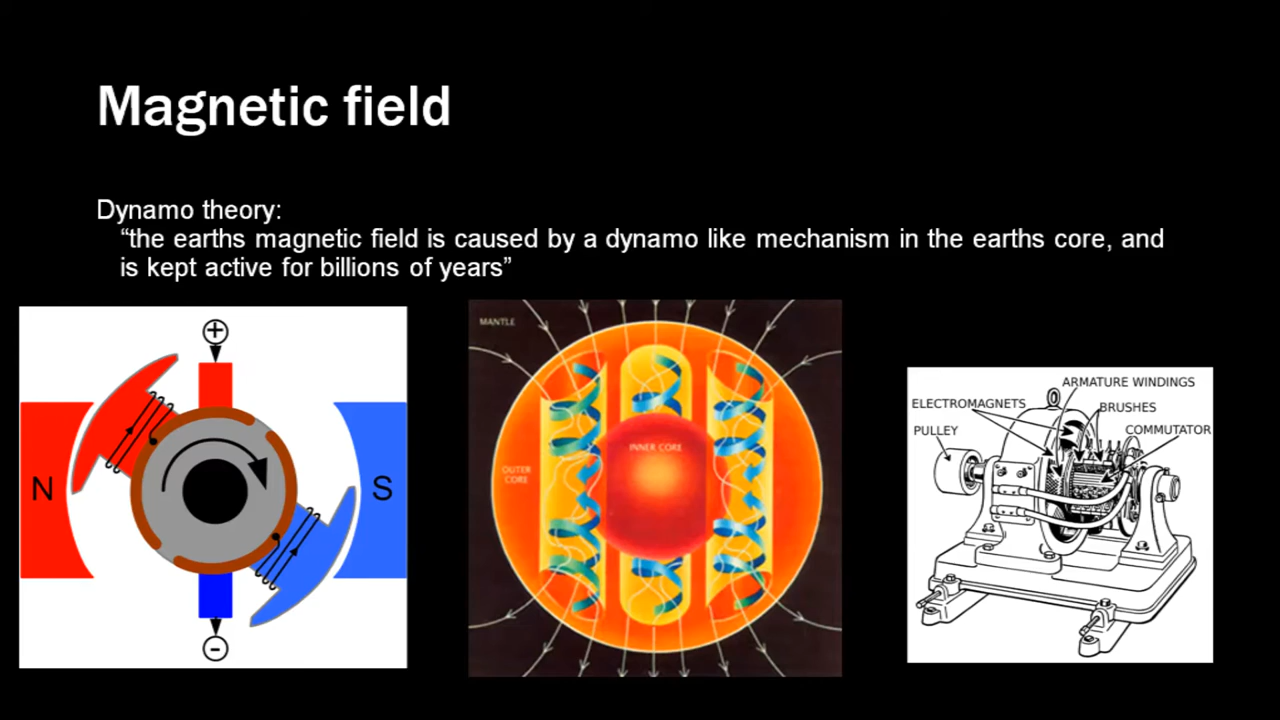 Magnetic field
Dynamo theory:
“the earths magnetic field is caused by a dynamo like mechanism in the earths core, and
is kept active for billions of years”
+
N
S
-
MANTLE
INNER CORE
OUTER
CORE
ARMATURE WINDINGS
ELECTROMAGNETS
BRUSHES
PULLEY
COMMUTATOR